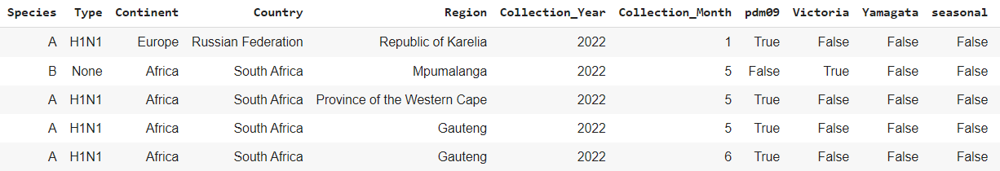 Species Type Continent Country Region Collection_Year Collection_Month pdm09 Victoria Yamagata seasonal
A H1N1 Europe Russian Federation Republic of Karelia 2022 1 True False False False
B None Africa South Africa Mpumalanga 2022 5 False True False False
A H1N1 Africa South Africa Province of the Western Cape 2022 5 True False False False
A H1N1 Africa South Africa Gauteng 2022 5 True False False False
A H1N1 Africa South Africa Gauteng 2022 6 True False False False